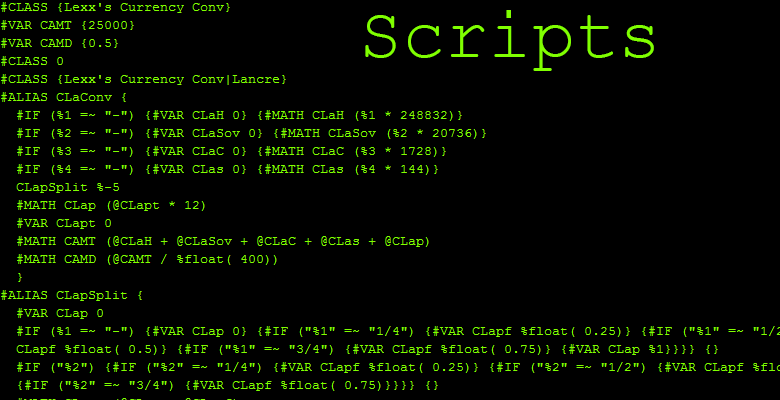 Scripts
#CLASS {Lexx's Currency Conv}
#VAR CAMT {25000}
#VAR CAMD {0.5}
#CLASS 0
#CLASS {Lexx's Currency Conv|Lancre}
#ALIAS CLaConv {
#IF (%1 =~ "-") {#VAR CLaH 0} {#MATH CLaH (%1 * 248832)}
#IF (%2 =~ "-") {#VAR CLaSov 0} {#MATH CLaSov (%2 * 20736)}
#IF (%3 =~ "-") {#VAR CLaC 0} {#MATH CLaC (%3 * 1728)}
#IF (%4 =~ "-") {#VAR CLas 0} {#MATH CLas (%4 * 144)}
CLapSplit %-5
#MATH CLap (@CLapt * 12)
#VAR CLapt 0
#MATH CAMT (@CLaH + @CLaSov + @CLaC + @CLas + @CLap)
#MATH CAMD (@CAMT / %float( 400))
}
#ALIAS CLapSplit {
#VAR CLap 0
#IF (%1 =~ "-") {#VAR CLap 0} {#IF ("%1" =~ "1/4") {#VAR CLapf %float( 0.25)} {#IF ("%1" =~ "1/2
CLapf %float( 0.5)} {#IF ("%1" =~ "3/4") {#VAR CLapf %float( 0.75)} {#VAR CLap %1}}}} {}
#IF ("%2") {#IF ("%2" =~ "1/4") {#VAR CLapf %float( 0.25)} {#IF ("%2" =~ "1/2") {#VAR CLapf %floa
{#IF ("%2" =~ "3/4") {#VAR CLapf %float( 0.75)}}}} {}